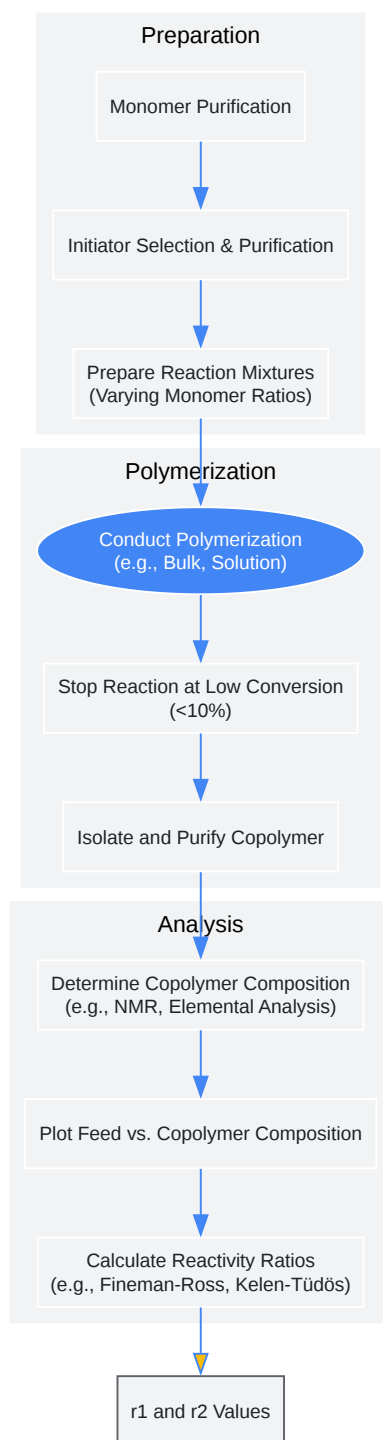 Preparation
Monomer Purification
Initiator Selection & Purification
Prepare Reaction Mixtures
(Varying Monomer Ratios)
Polymerization
Conduct Polymerization
(e.g., Bulk, Solution)
Stop Reaction at Low Conversion
(<10%)
Isolate and Purify Copolymer
Analysis
Determine Copolymer Composition
(e.g., NMR, Elemental Analysis)
Plot Feed vs. Copolymer Composition
Calculate Reactivity Ratios
(e.g., Fineman-Ross, Kelen-Tüdös)
r1 and r2 Values